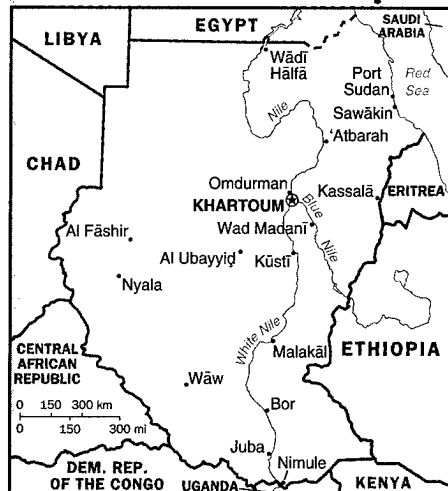 EGYPT
SAUDI
ARABIA
LIBYA
Wādī
Ḥalfā
Port
Sudan
Red
Sea
Nile
Sawākin
'Atbarah
CHAD
Omdurman
KHARTOUM
Kassalā
ERITREA
Blue
Nile
Wad Madanī
Al Fāshir
Al Ubayyiḍ
Kūstī
Nyala
White Nile
Malakāl
ETHIOPIA
CENTRAL
AFRICAN
REPUBLIC
Wāw
0 150 300 km
0 150 300 mi
Bor
Juba
Nimule
DEM. REP.
OF THE CONGO
UGANDA
KENYA